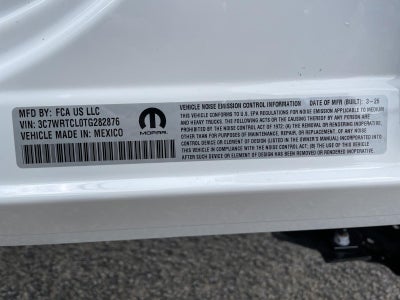 MFD BY: FCA US LLC
VIN: 3C7WRTCL0TG282876
VEHICLE MADE IN: MEXICO
MOPAR
VEHICLE NOISE EMISSION CONTROL INFORMATION DATE OF MFR (BUILT): 3-26
THIS VEHICLE CONFORMS TO U.S. EPA REGULATIONS FOR NOISE EMISSION FOR MEDIUM
AND HEAVY TRUCKS. THE FOLLOWING ACTS OR THE CAUSING THEREOF BY ANY PERSON ARE
PROHIBITED BY THE NOISE CONTROL ACT OF 1972: (A) THE REMOVAL OR RENDERING INOPERATIVE,
OTHER THAN FOR PURPOSES OF MAINTENANCE, REPAIR, OR REPLACEMENT, OF ANY NOISE
CONTROL DEVICE OR ELEMENT OF DESIGN (LISTED IN THE OWNER'S MANUAL) INCORPORATED
INTO THIS VEHICLE IN COMPLIANCE WITH THE NOISE CONTROL ACT; (B) THE USE OF THIS VEHICLE
AFTER SUCH DEVICE OR ELEMENT OF DESIGN HAS BEEN REMOVED OR RENDERED INOPERATIVE.